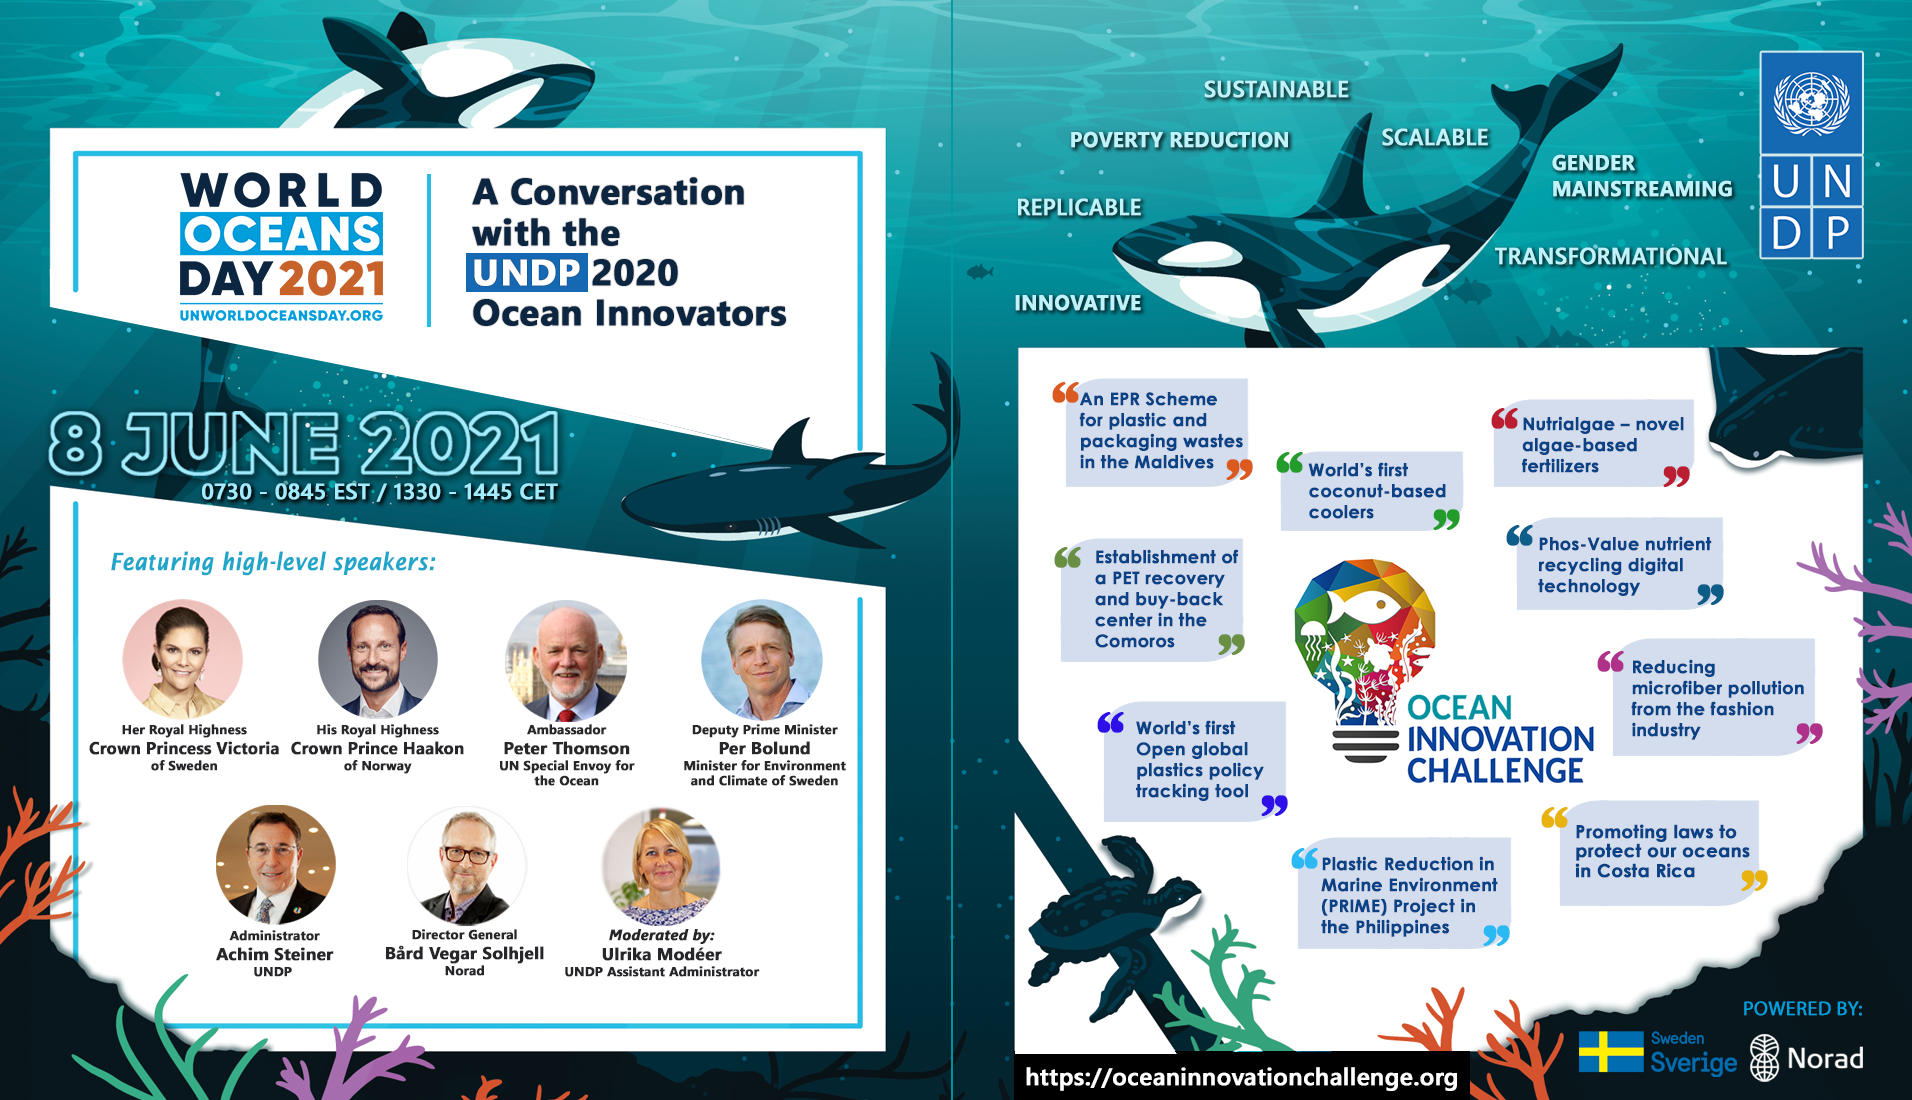 WORLD
OCEANS
DAY 2021
UNWORLDOCEANSDAY.ORG
A Conversation
with the
UNDP 2020
Ocean Innovators
8 JUNE 2021
0730 - 0845 EST / 1330 - 1445 CET
Featuring high-level speakers:
Her Royal Highness
Crown Princess Victoria
of Sweden
His Royal Highness
Crown Prince Haakon
of Norway
Ambassador
Peter Thomson
UN Special Envoy for
the Ocean
Deputy Prime Minister
Per Bolund
Minister for Environment
and Climate of Sweden
Administrator
Achim Steiner
UNDP
Director General
Bård Vegar Solhjell
Norad
Moderated by:
Ulrika Modéer
UNDP Assistant Administrator
SUSTAINABLE
POVERTY REDUCTION
SCALABLE
GENDER
MAINSTREAMING
REPLICABLE
TRANSFORMATIONAL
INNOVATIVE
U N
D P
“An EPR Scheme
for plastic and
packaging wastes
in the Maldives”
“World’s first
coconut-based
coolers”
“Nutrialgae – novel
algae-based
fertilizers”
“Establishment of
a PET recovery
and buy-back
center in the
Comoros”
“Phos-Value nutrient
recycling digital
technology”
“Reducing
microfiber pollution
from the fashion
industry”
“World’s first
Open global
plastics policy
tracking tool”
OCEAN
INNOVATION
CHALLENGE
“Plastic Reduction in
Marine Environment
(PRIME) Project in
the Philippines”
“Promoting laws to
protect our oceans
in Costa Rica”
POWERED BY:
Sweden
Sverige
Norad
https://oceaninnovationchallenge.org